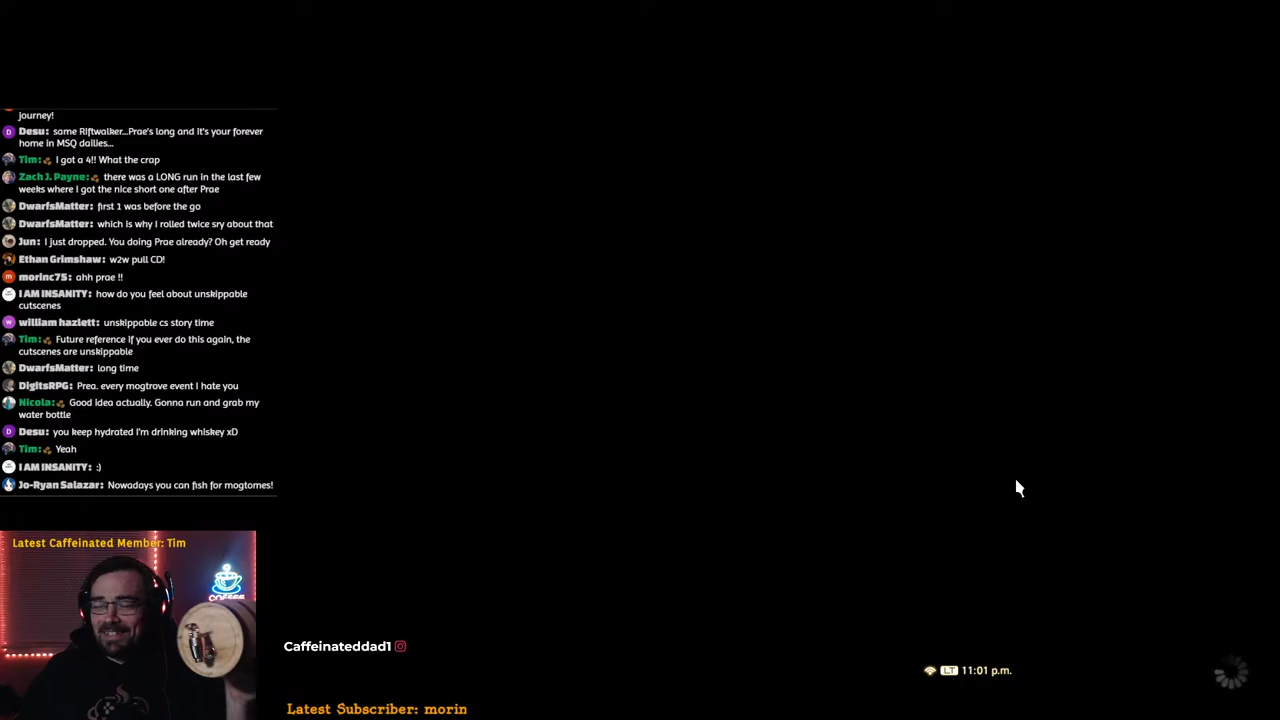 journey!
Desu: same Riftwalker...Prae's long and it's your forever
home in MSQ dailies...
Tim: I got a 4!! What the crap
Zach J. Payne: there was a LONG run in the last few
weeks where I got the nice short one after Prae
DwarfsMatter: first 1 was before the go
DwarfsMatter: which is why I rolled twice sry about that
Jun: I just dropped. You doing Prae already? Oh get ready
Ethan Grimshaw: w2w pull CD!
morinc75: ahh prae !!
I AM INSANITY: how do you feel about unskippable
cutscenes
william hazlett: unskippable cs story time
Tim: Future reference if you ever do this again, the
cutscenes are unskippable
DwarfsMatter: long time
DigitsRPG: Prea. every mogtrove event I hate you
Nicola: Good idea actually. Gonna run and grab my
water bottle
Desu: you keep hydrated I'm drinking whiskey xD
Tim: Yeah
I AM INSANITY: :)
Jo-Ryan Salazar: Nowadays you can fish for mogtomes!
Latest Caffeinated Member: Tim
COFFEE
Caffeinateddad1
LT 11:01 p.m.
Latest Subscriber: morin